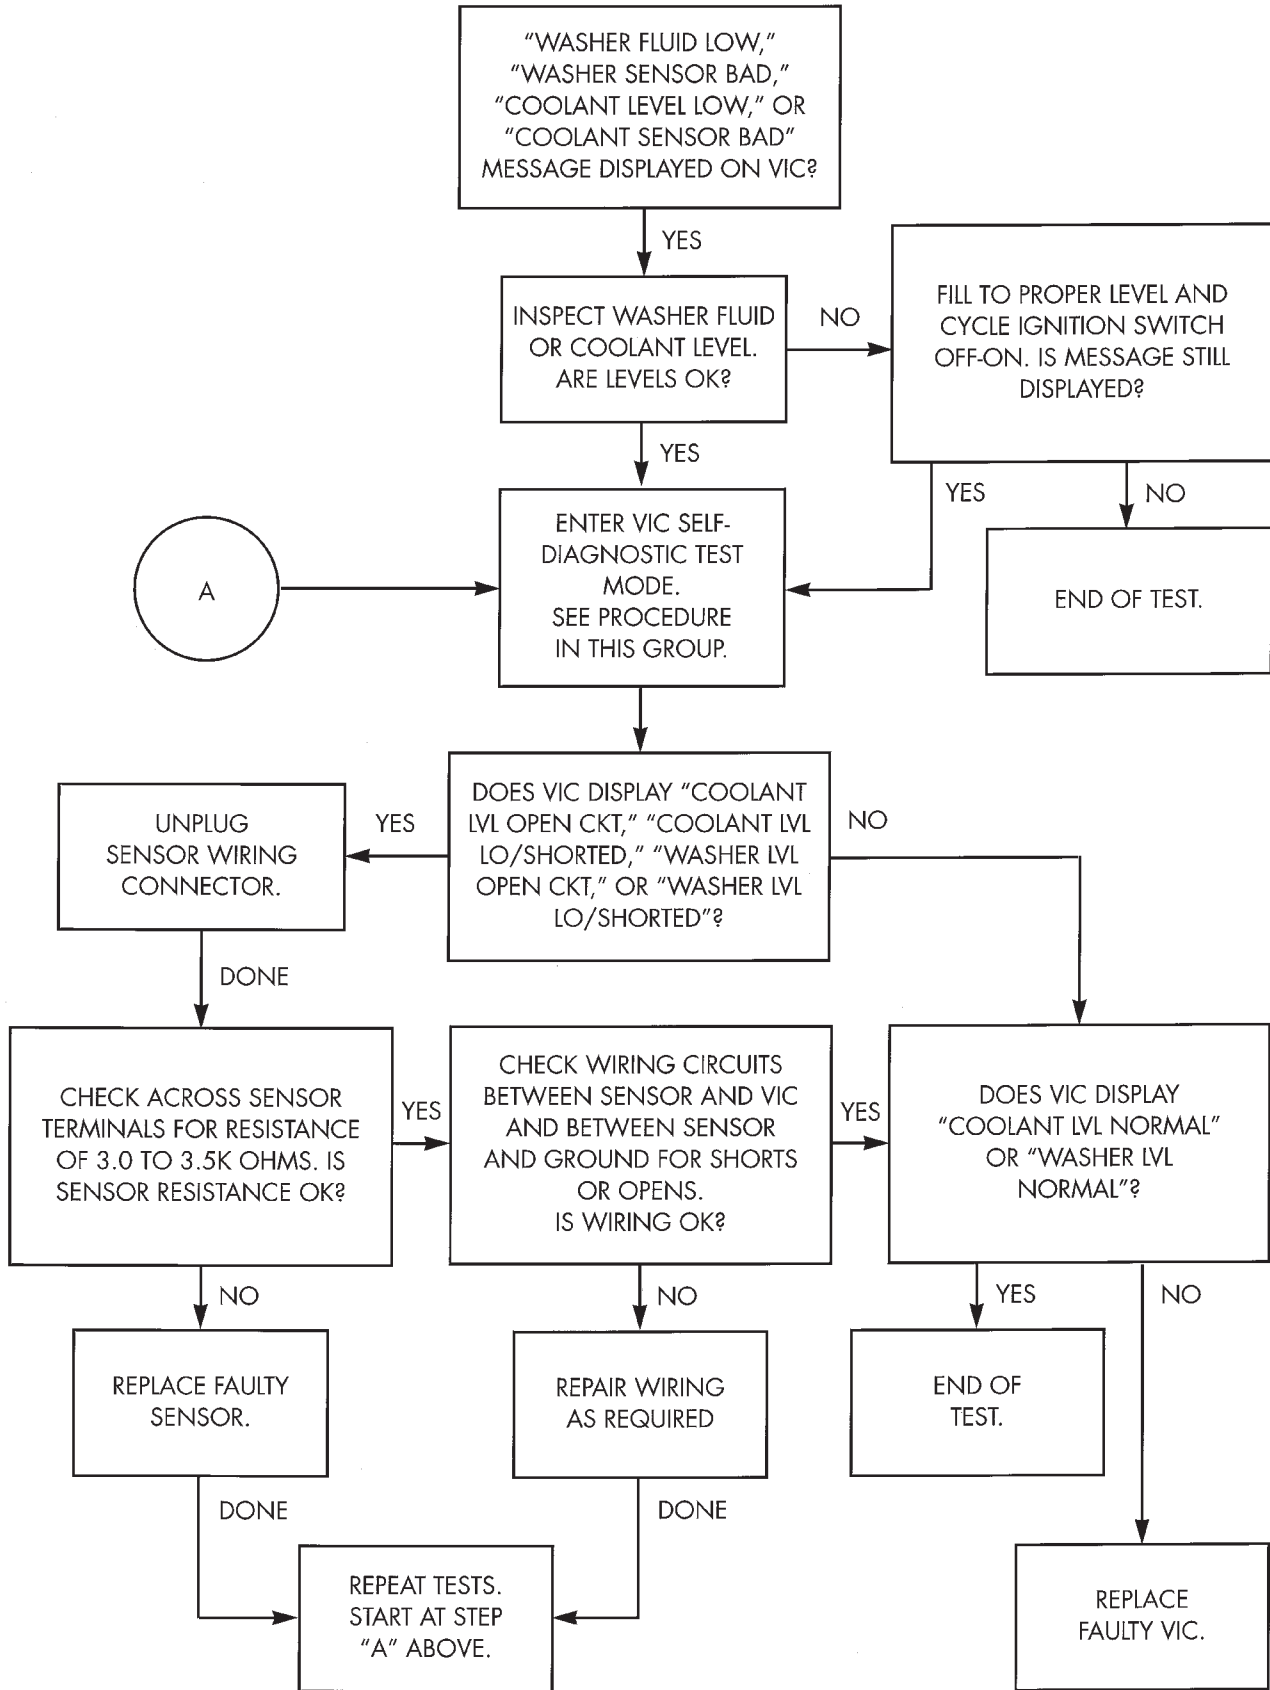 "WASHER FLUID LOW,"
"WASHER SENSOR BAD,"
"COOLANT LEVEL LOW," OR
"COOLANT SENSOR BAD"
MESSAGE DISPLAYED ON VIC?
YES
INSPECT WASHER FLUID
OR COOLANT LEVEL.
ARE LEVELS OK?
NO
FILL TO PROPER LEVEL AND
CYCLE IGNITION SWITCH
OFF-ON. IS MESSAGE STILL
DISPLAYED?
YES
YES
NO
END OF TEST.
A
ENTER VIC SELF-
DIAGNOSTIC TEST
MODE.
SEE PROCEDURE
IN THIS GROUP.
DOES VIC DISPLAY "COOLANT
LVL OPEN CKT," "COOLANT LVL
LO/SHORTED," "WASHER LVL
OPEN CKT," OR "WASHER LVL
LO/SHORTED"?
YES
NO
UNPLUG
SENSOR WIRING
CONNECTOR.
DONE
CHECK ACROSS SENSOR
TERMINALS FOR RESISTANCE
OF 3.0 TO 3.5K OHMS. IS
SENSOR RESISTANCE OK?
YES
CHECK WIRING CIRCUITS
BETWEEN SENSOR AND VIC
AND BETWEEN SENSOR
AND GROUND FOR SHORTS
OR OPENS.
IS WIRING OK?
YES
DOES VIC DISPLAY
"COOLANT LVL NORMAL"
OR "WASHER LVL
NORMAL"?
NO
NO
YES
NO
REPLACE FAULTY
SENSOR.
REPAIR WIRING
AS REQUIRED
END OF
TEST.
DONE
DONE
REPEAT TESTS.
START AT STEP
"A" ABOVE.
REPLACE
FAULTY VIC.